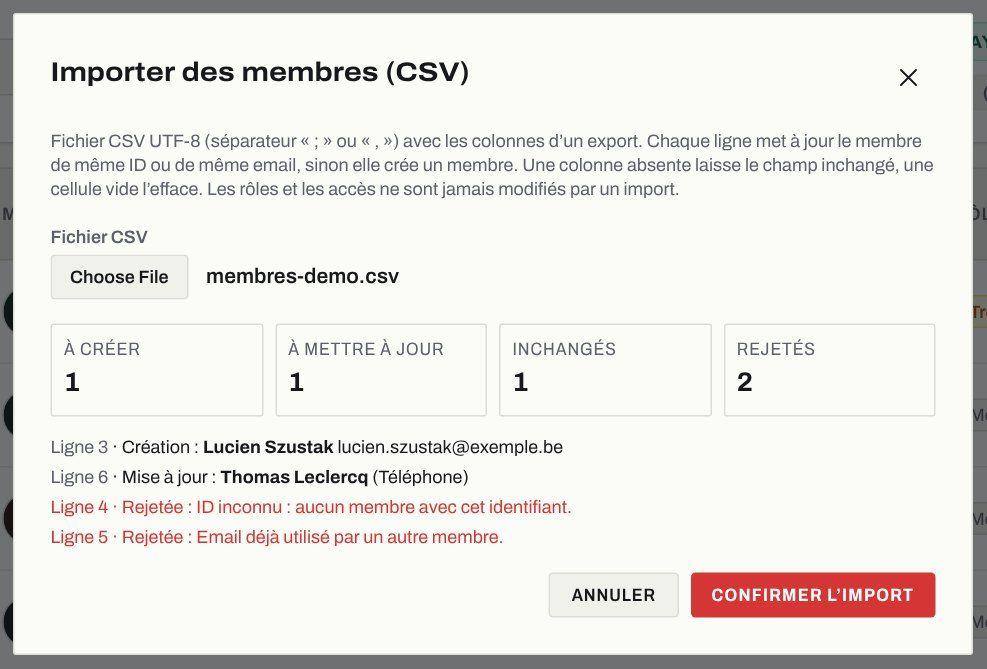 Importer des membres (CSV)
Fichier CSV UTF-8 (séparateur « ; » ou « , ») avec les colonnes d’un export. Chaque ligne met à jour le membre
de même ID ou de même email, sinon elle crée un membre. Une colonne absente laisse le champ inchangé, une
cellule vide l’efface. Les rôles et les accès ne sont jamais modifiés par un import.
Fichier CSV
Choose File membres-demo.csv
À CRÉER À METTRE À JOUR INCHANGÉS REJETÉS
1 1 1 2
Ligne 3 · Création : Lucien Szustak lucien.szustak@exemple.be
Ligne 6 · Mise à jour : Thomas Leclercq (Téléphone)
Ligne 4 · Rejetée : ID inconnu : aucun membre avec cet identifiant.
Ligne 5 · Rejetée : Email déjà utilisé par un autre membre.
ANNULER CONFIRMER L’IMPORT